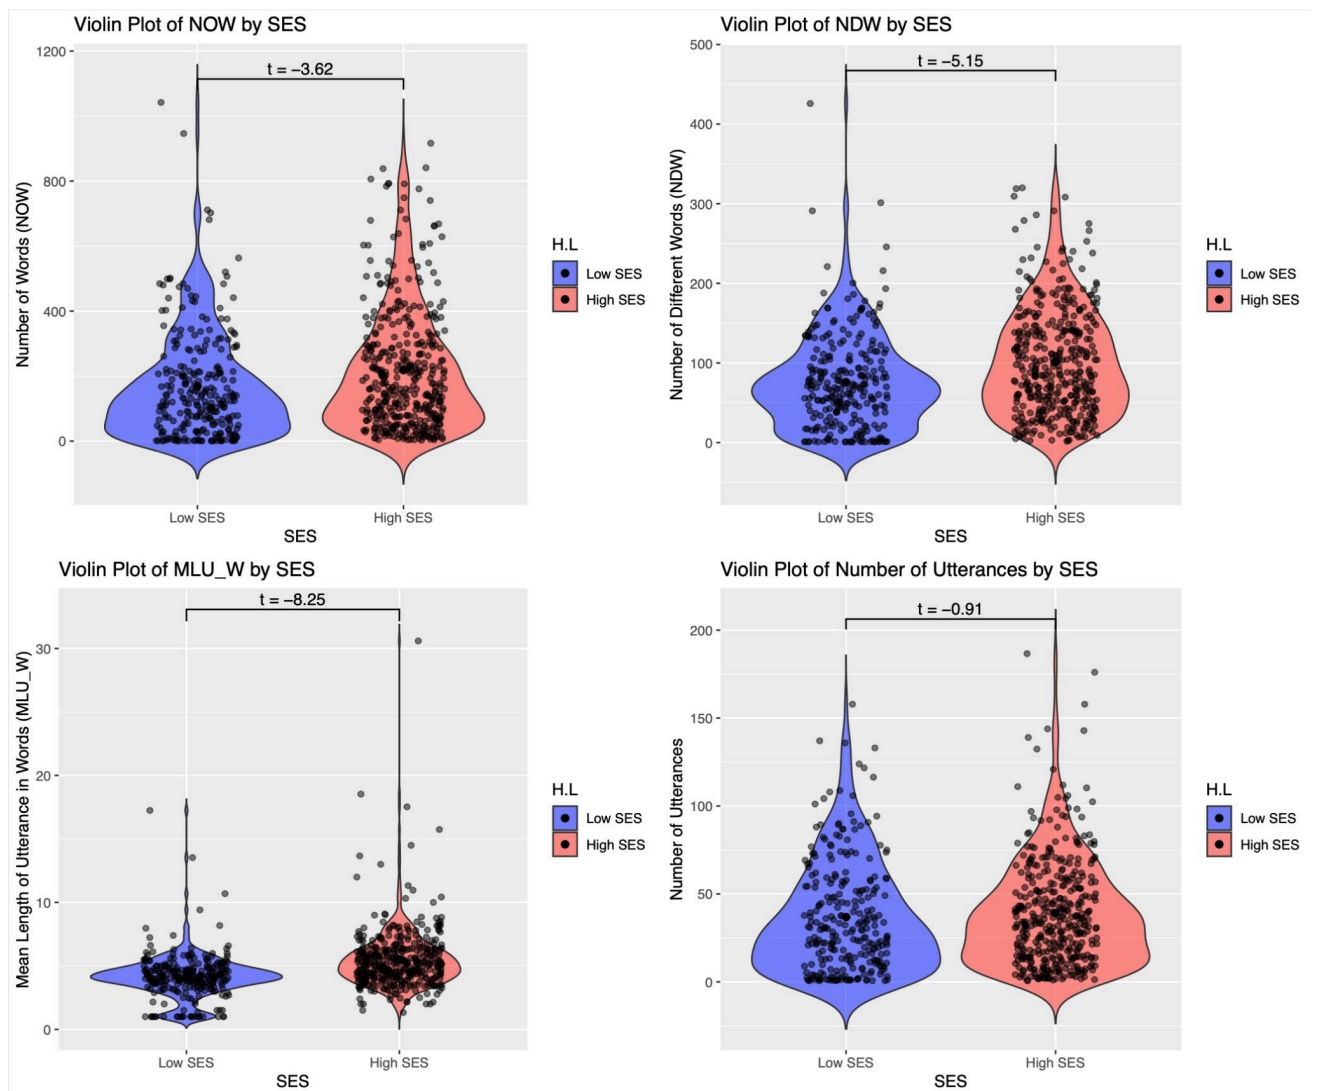 Violin Plot of NOW by SES
t = −3.62
1200
800
400
0
Number of Words (NOW)
Low SES
High SES
SES
H.L
Low SES
High SES
Violin Plot of NDW by SES
t = −5.15
500
400
300
200
100
0
Number of Different Words (NDW)
Low SES
High SES
SES
H.L
Low SES
High SES
Violin Plot of MLU_W by SES
t = −8.25
30
20
10
0
Mean Length of Utterance in Words (MLU_W)
Low SES
High SES
SES
H.L
Low SES
High SES
Violin Plot of Number of Utterances by SES
t = −0.91
200
150
100
50
0
Number of Utterances
Low SES
High SES
SES
H.L
Low SES
High SES